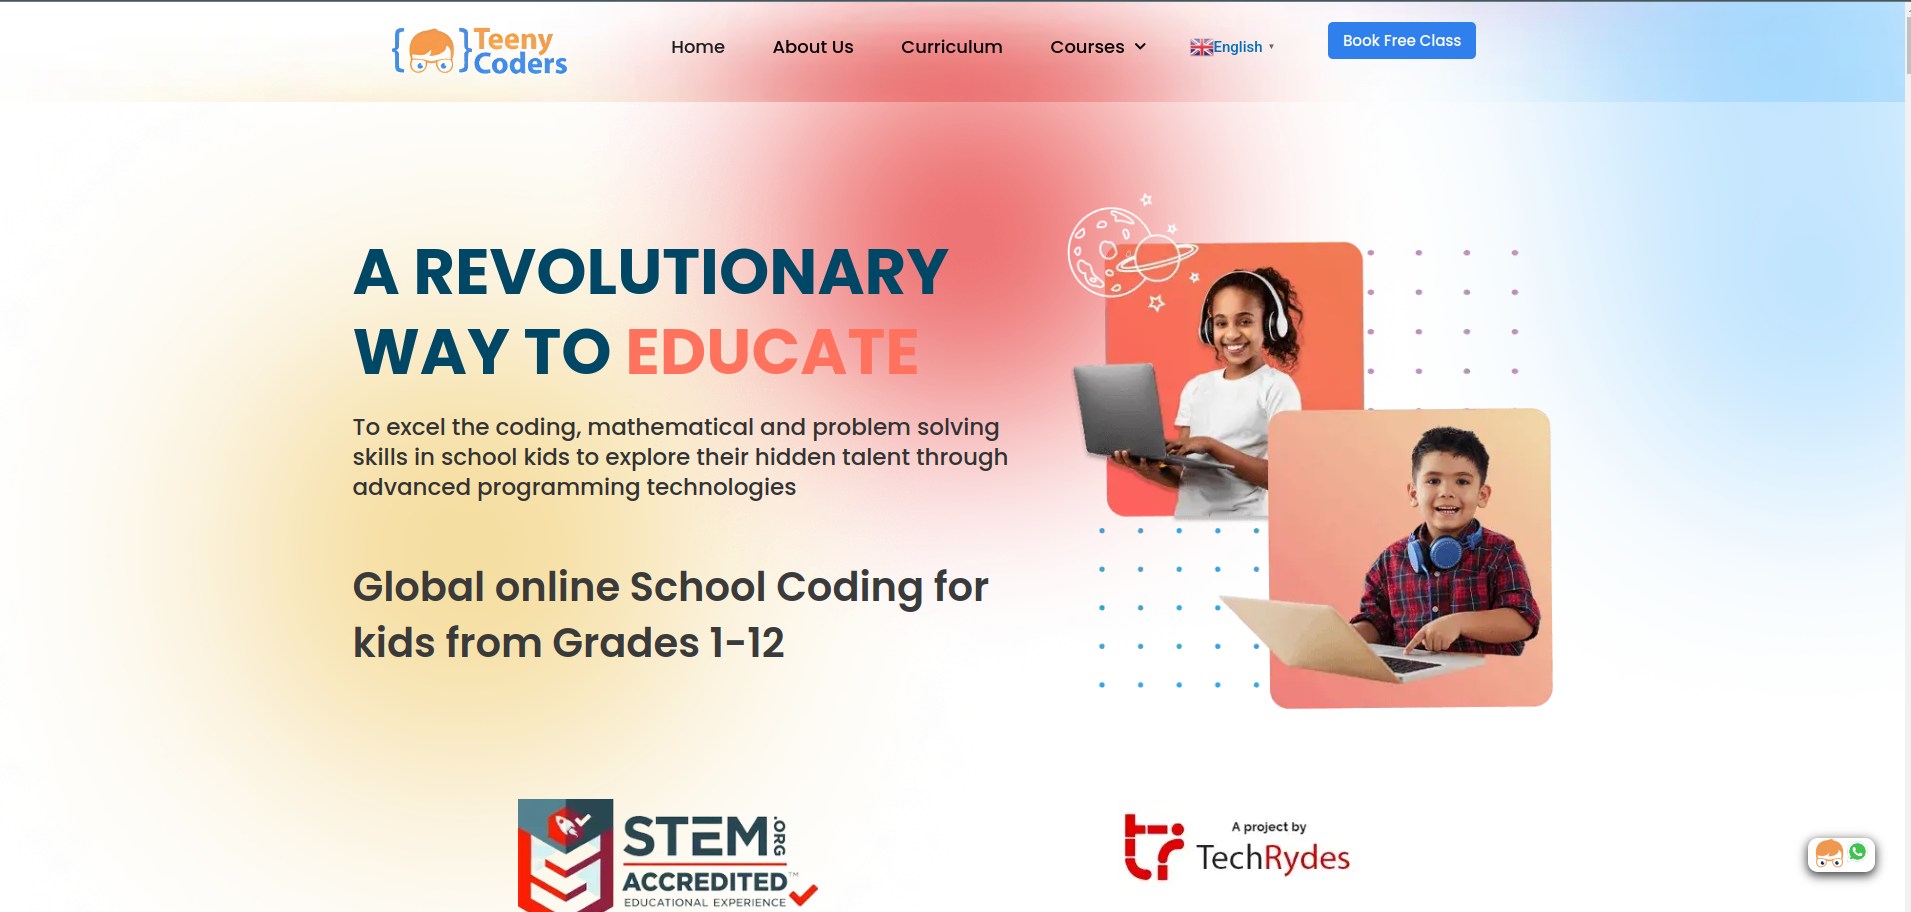 Teeny
Coders
Home
About Us
Curriculum
Courses
English
Book Free Class
A REVOLUTIONARY
WAY TO EDUCATE
To excel the coding, mathematical and problem solving
skills in school kids to explore their hidden talent through
advanced programming technologies
Global online School Coding for
kids from Grades 1-12
STEM.ORG
ACCREDITED™
EDUCATIONAL EXPERIENCE
A project by
TechRydes